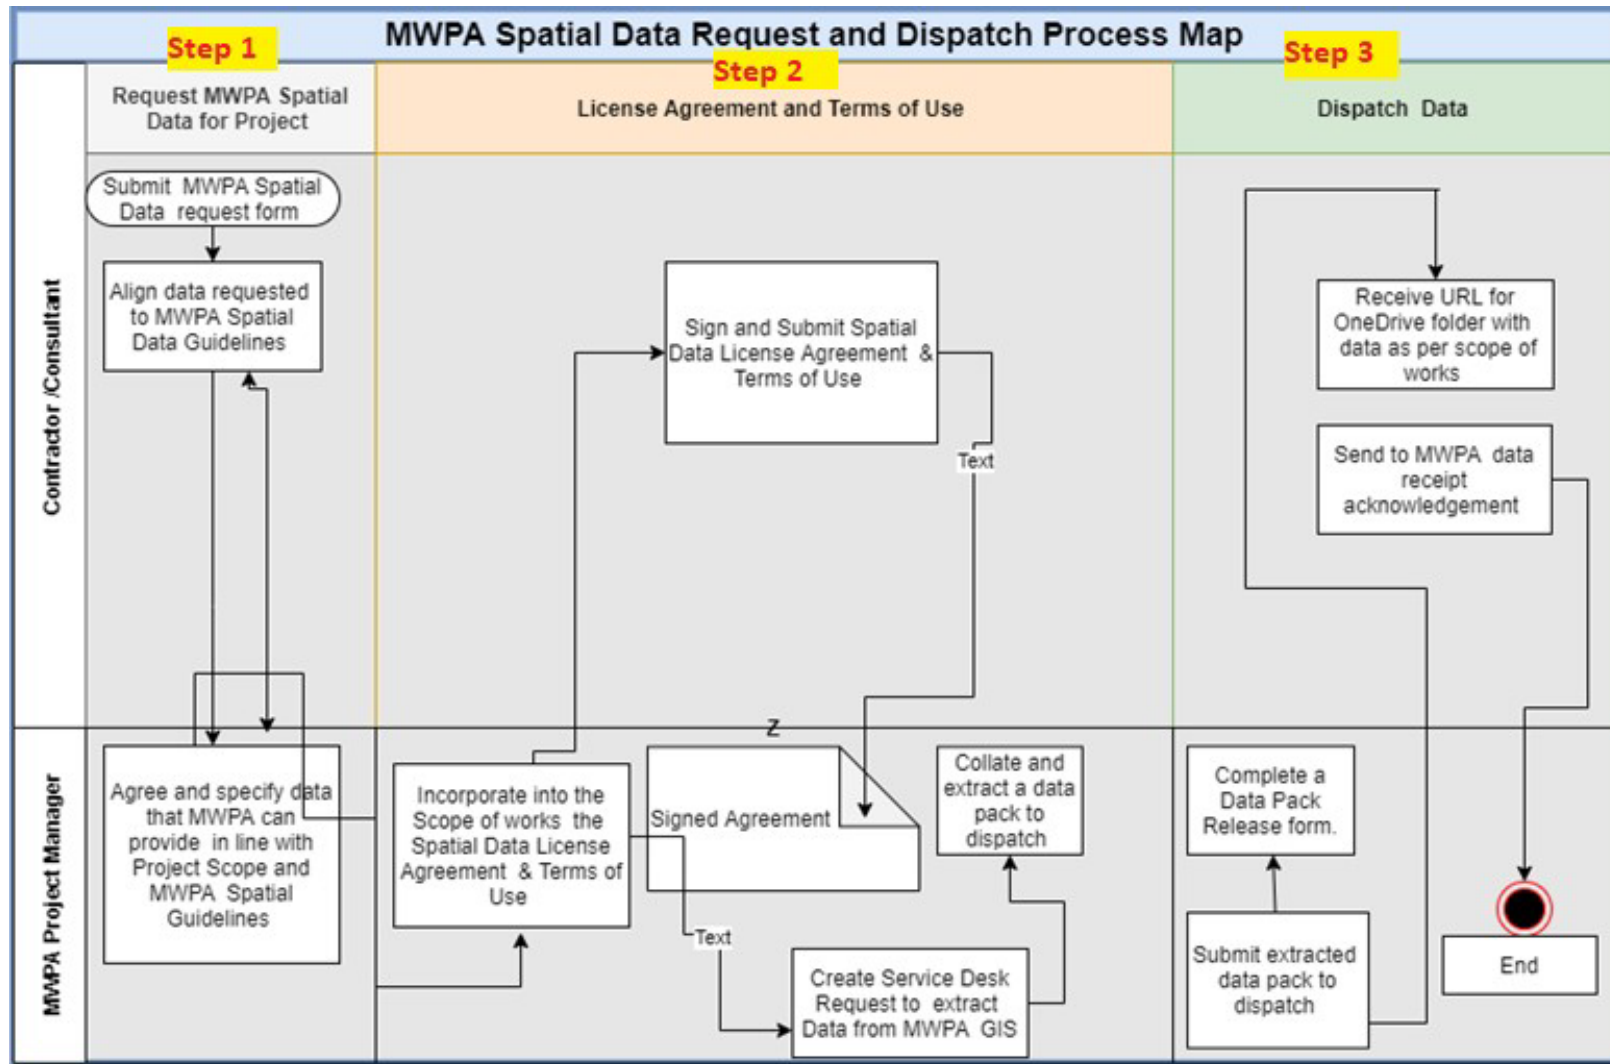 MWPA Spatial Data Request and Dispatch Process Map
Step 1
Step 2
Step 3
Request MWPA Spatial
Data for Project
License Agreement and Terms of Use
Dispatch Data
Contractor /Consultant
Submit MWPA Spatial
Data request form
Align data requested
to MWPA Spatial
Data Guidelines
Sign and Submit Spatial
Data License Agreement &
Terms of Use
Text
Receive URL for
OneDrive folder with
data as per scope of
works
Send to MWPA data
receipt
acknowledgement
Z
MWPA Project Manager
Agree and specify data
that MWPA can
provide in line with
Project Scope and
MWPA Spatial
Guidelines
Incorporate into the
Scope of works the
Spatial Data License
Agreement & Terms of
Use
Signed Agreement
Text
Collate and
extract a data
pack to
dispatch
Create Service Desk
Request to extract
Data from MWPA GIS
Complete a
Data Pack
Release form.
Submit extracted
data pack to
dispatch
End